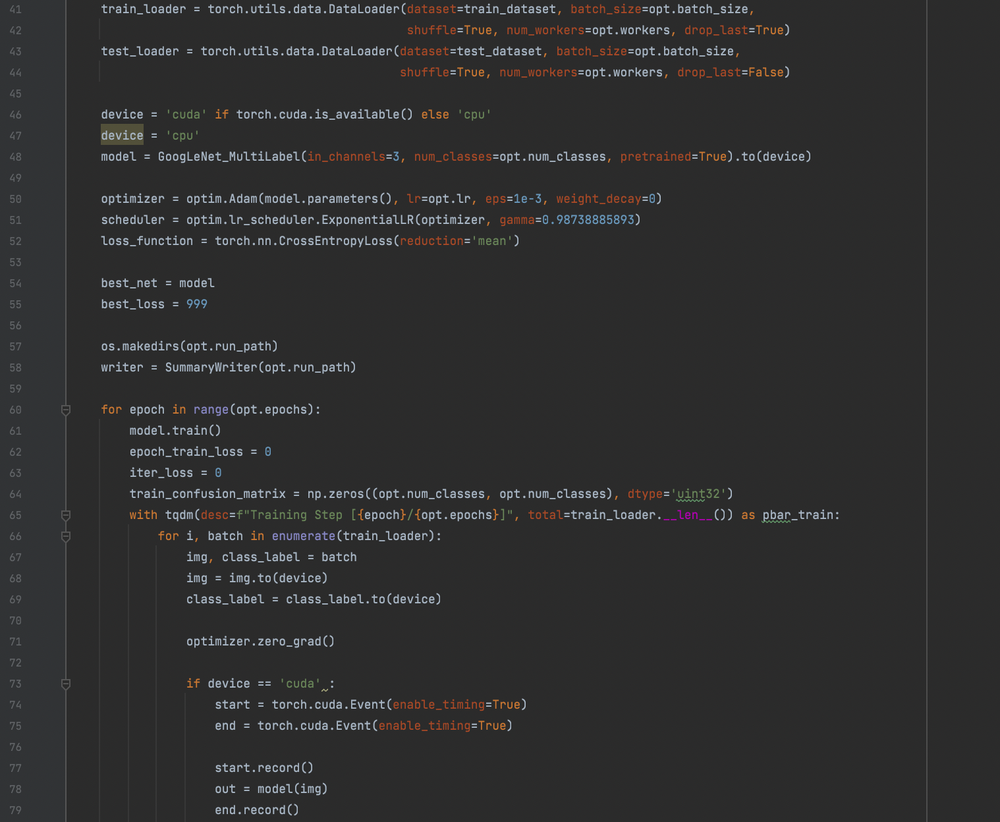 41 train_loader = torch.utils.data.DataLoader(dataset=train_dataset, batch_size=opt.batch_size,
42 shuffle=True, num_workers=opt.workers, drop_last=True)
43 test_loader = torch.utils.data.DataLoader(dataset=test_dataset, batch_size=opt.batch_size,
44 shuffle=True, num_workers=opt.workers, drop_last=False)
45
46 device = 'cuda' if torch.cuda.is_available() else 'cpu'
47 device = 'cpu'
48 model = GoogLeNet_MultiLabel(in_channels=3, num_classes=opt.num_classes, pretrained=True).to(device)
49
50 optimizer = optim.Adam(model.parameters(), lr=opt.lr, eps=1e-3, weight_decay=0)
51 scheduler = optim.lr_scheduler.ExponentialLR(optimizer, gamma=0.98738885893)
52 loss_function = torch.nn.CrossEntropyLoss(reduction='mean')
53
54 best_net = model
55 best_loss = 999
56
57 os.makedirs(opt.run_path)
58 writer = SummaryWriter(opt.run_path)
59
60 for epoch in range(opt.epochs):
61 model.train()
62 epoch_train_loss = 0
63 iter_loss = 0
64 train_confusion_matrix = np.zeros((opt.num_classes, opt.num_classes), dtype='uint32')
65 with tqdm(desc=f"Training Step [{epoch}/{opt.epochs}]", total=train_loader.__len__()) as pbar_train:
66 for i, batch in enumerate(train_loader):
67 img, class_label = batch
68 img = img.to(device)
69 class_label = class_label.to(device)
70
71 optimizer.zero_grad()
72
73 if device == 'cuda' :
74 start = torch.cuda.Event(enable_timing=True)
75 end = torch.cuda.Event(enable_timing=True)
76
77 start.record()
78 out = model(img)
79 end.record()